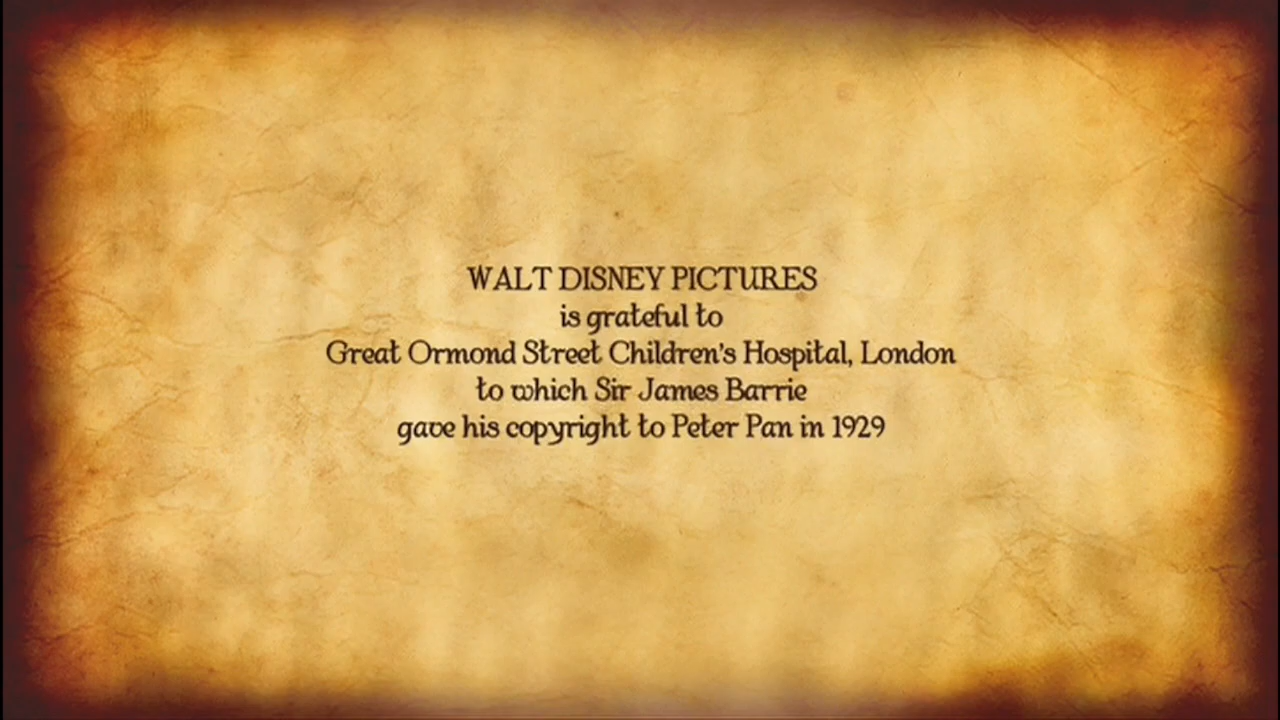 WALT DISNEY PICTURES
is grateful to
Great Ormond Street Children's Hospital, London
to which Sir James Barrie
gave his copyright to Peter Pan in 1929